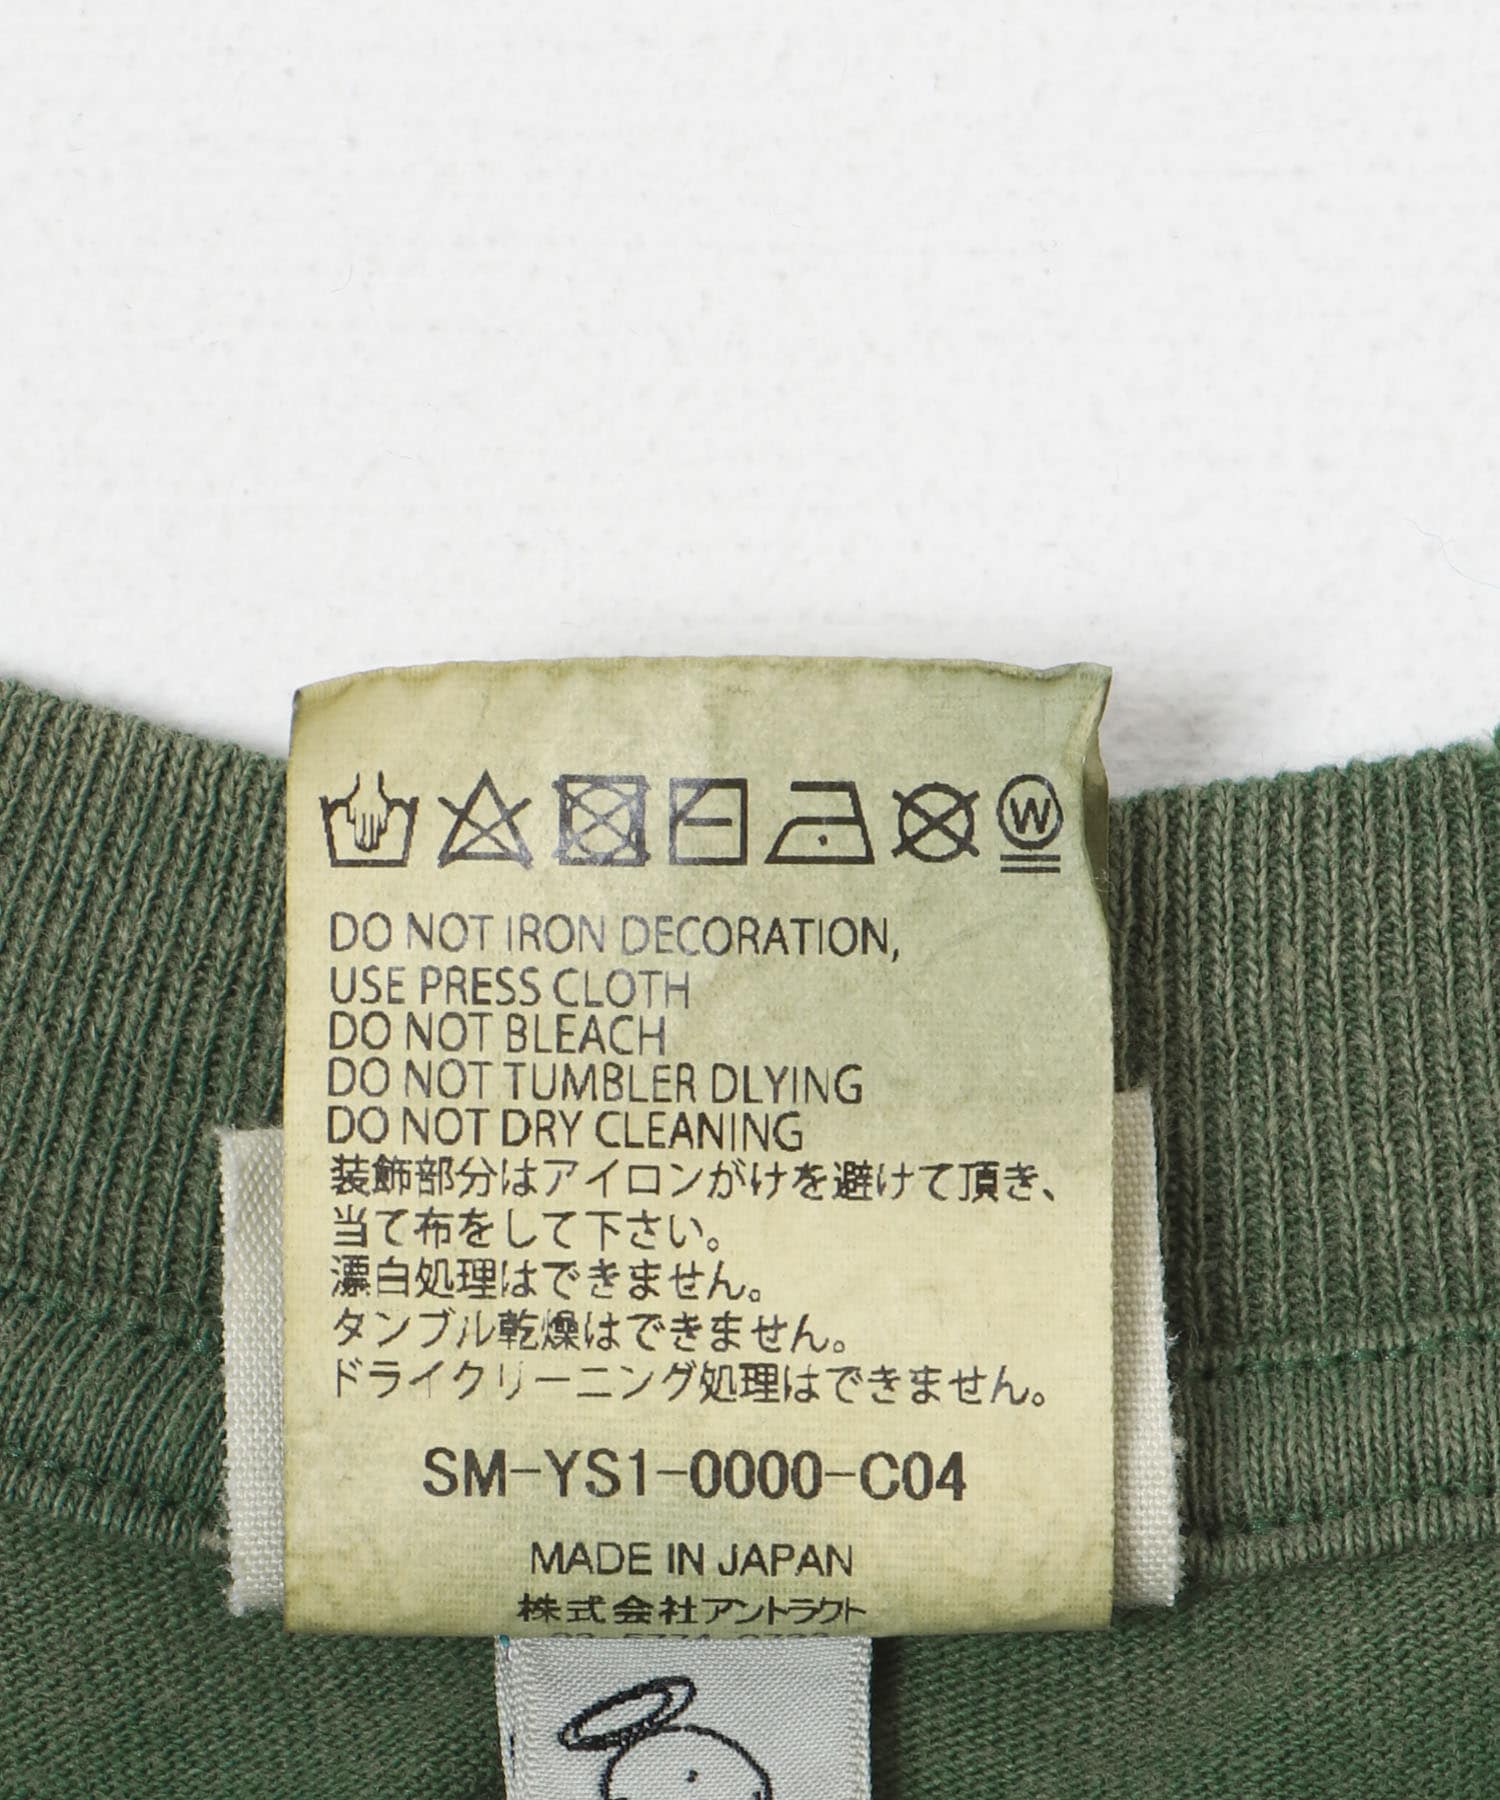 W
DO NOT IRON DECORATION,
USE PRESS CLOTH
DO NOT BLEACH
DO NOT TUMBLER DLYING
DO NOT DRY CLEANING
装飾部分はアイロンがけを避けて頂き、
当て布をして下さい。
漂白処理はできません。
タンブル乾燥はできません。
ドライクリーニング処理はできません。
SM-YS1-0000-C04
MADE IN JAPAN
株式会社アントラクト